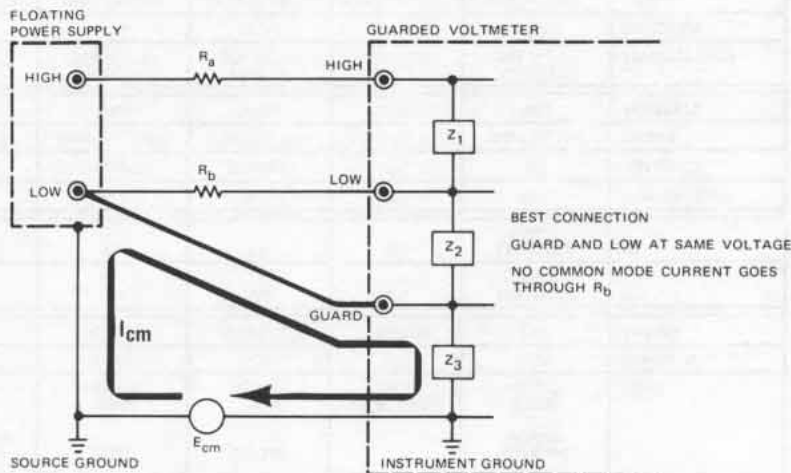 FLOATING
POWER SUPPLY
GUARDED VOLTMETER
Ra
HIGH
HIGH
Z1
Rb
LOW
LOW
BEST CONNECTION
Z2
GUARD AND LOW AT SAME VOLTAGE
NO COMMON MODE CURRENT GOES
THROUGH Rb
GUARD
Icm
Z3
Ecm
SOURCE GROUND
INSTRUMENT GROUND